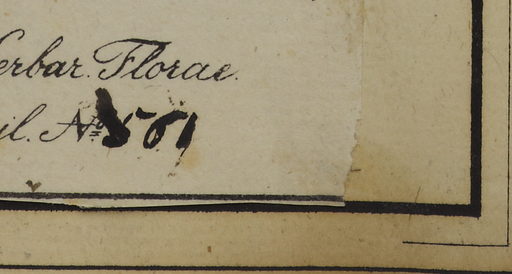 erbar. Florae
il. No 561